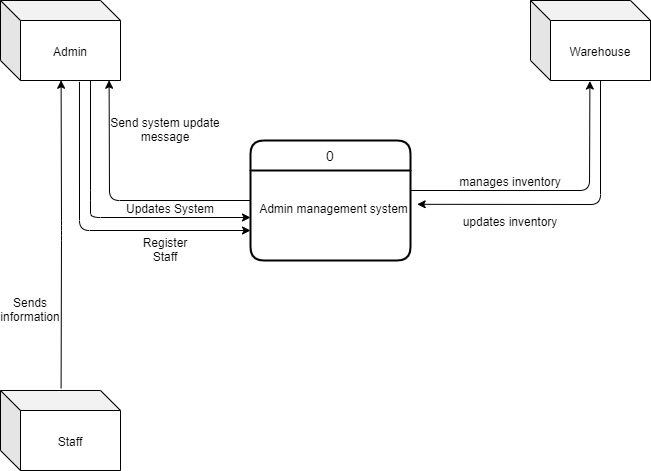 Admin
Warehouse
Send system update
message
0
manages inventory
Admin management system
Updates System
updates inventory
Register
Staff
Sends
information
Staff